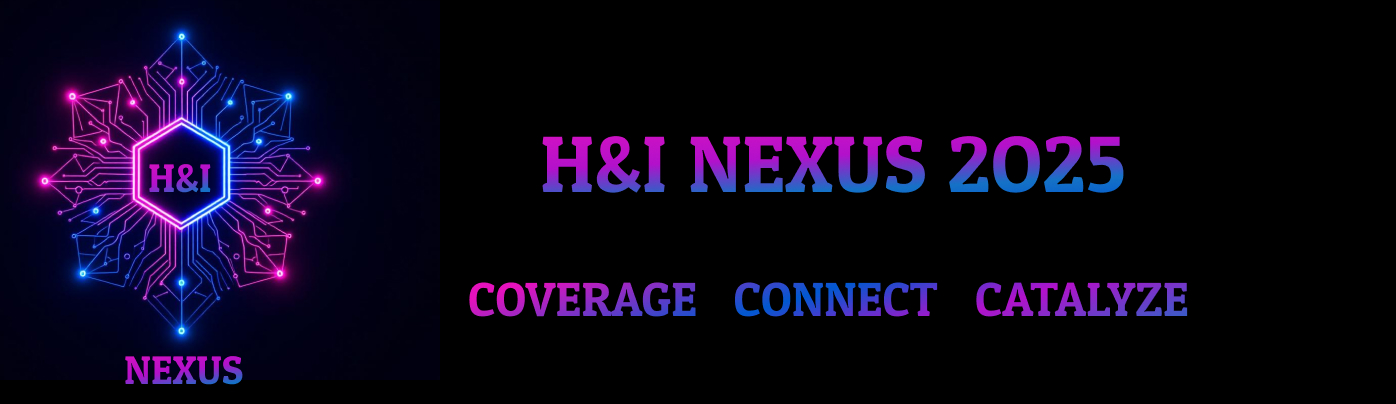 H&I
NEXUS
H&I NEXUS 2025
COVERAGE CONNECT CATALYZE